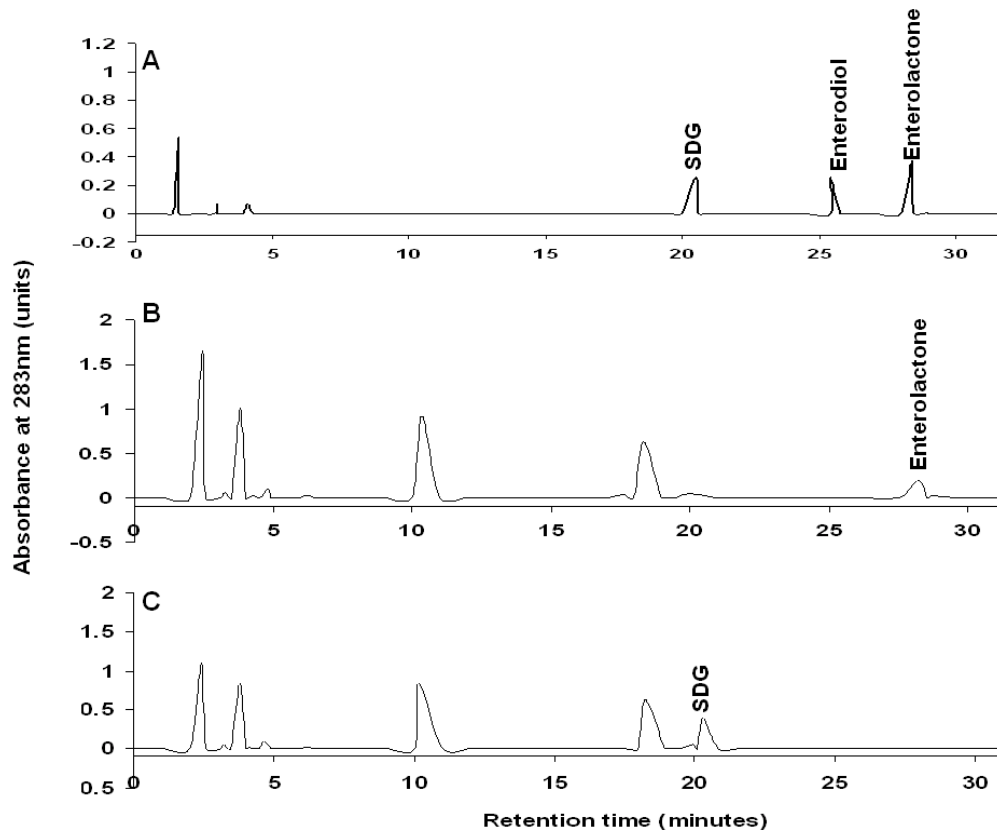 A
1.2
1
0.8
0.6
0.4
0.2
0
-0.2
0 5 10 15 20 25 30
SDG
Enterodiol
Enterolactone
B
2
1.5
1
0.5
0
-0.5
0 5 10 15 20 25 30
Enterolactone
Absorbance at 283nm (units)
C
2
1.5
1
0.5
0
0.5
0 5 10 15 20 25 30
SDG
Retention time (minutes)